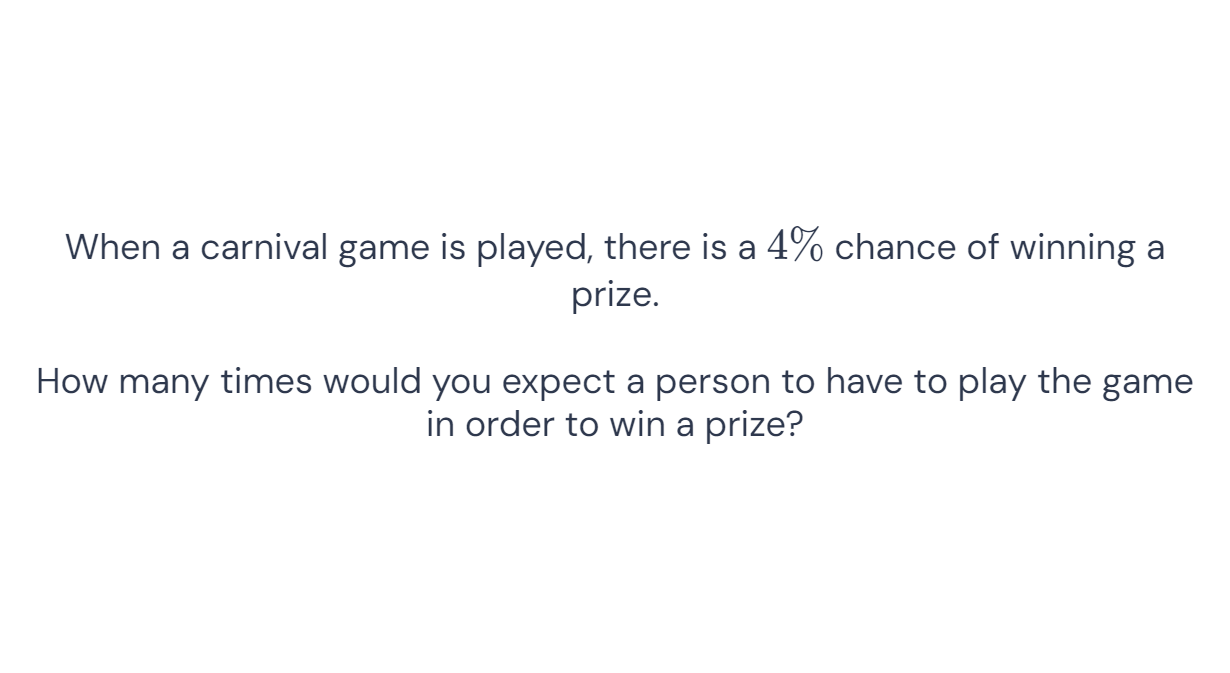 When a carnival game is played, there is a 4% chance of winning a
prize.
How many times would you expect a person to have to play the game
in order to win a prize?